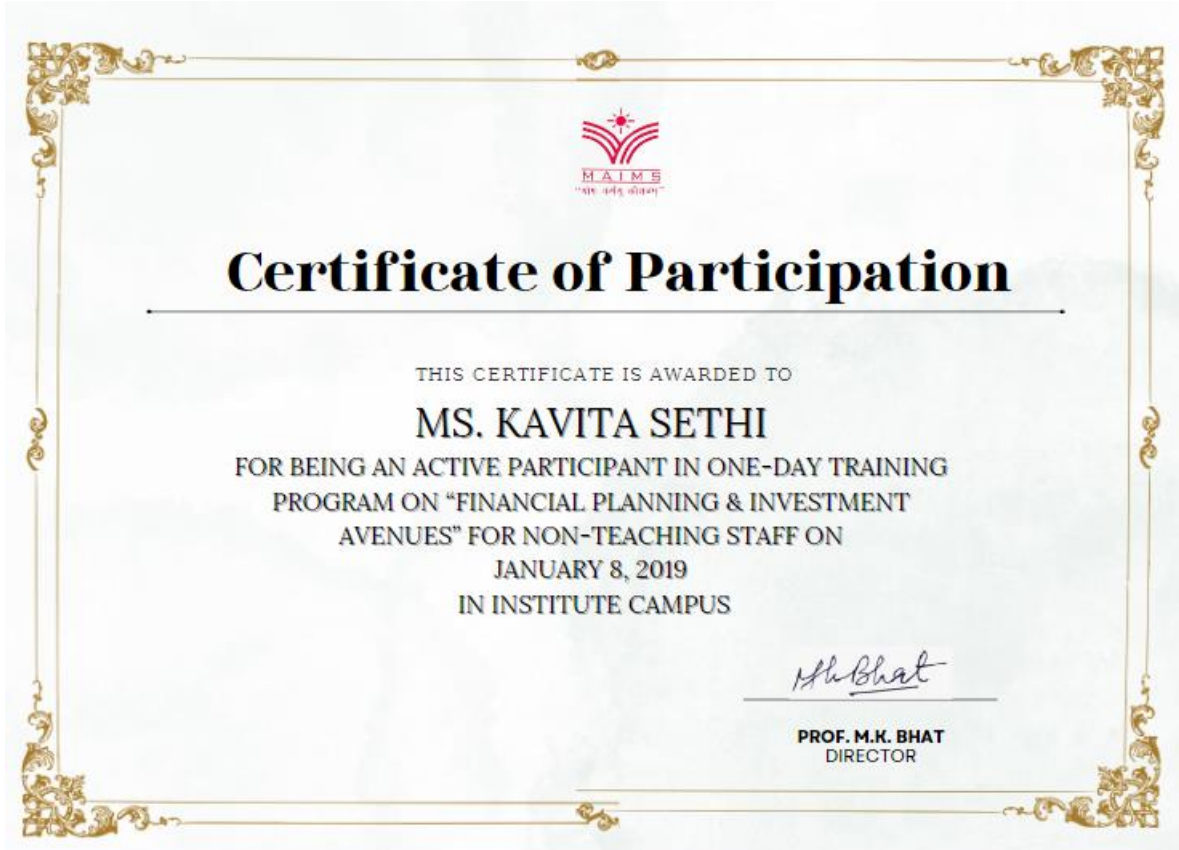 MAIMS
Certificate of Participation
THIS CERTIFICATE IS AWARDED TO
MS. KAVITA SETHI
FOR BEING AN ACTIVE PARTICIPANT IN ONE-DAY TRAINING
PROGRAM ON “FINANCIAL PLANNING & INVESTMENT
AVENUES” FOR NON-TEACHING STAFF ON
JANUARY 8, 2019
IN INSTITUTE CAMPUS
MKBhat
PROF. M.K. BHAT
DIRECTOR